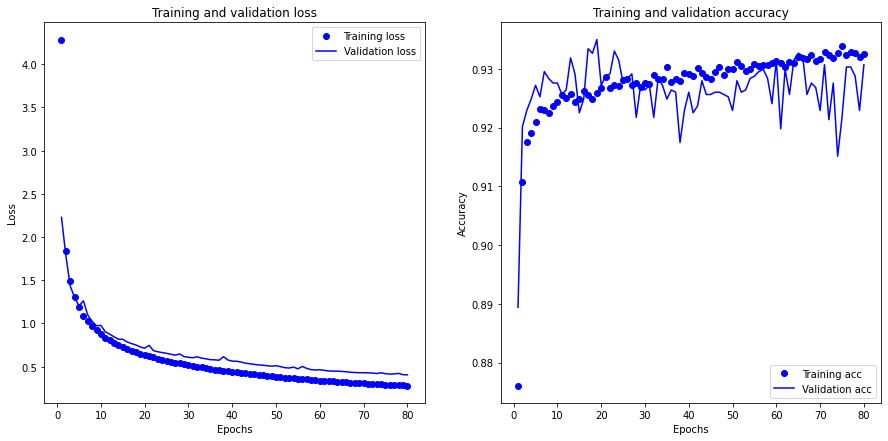 Training and validation loss
Training loss
Validation loss
4.0
3.5
3.0
2.5
2.0
1.5
1.0
0.5
Loss
0 10 20 30 40 50 60 70 80
Epochs
Training and validation accuracy
0.93
0.92
0.91
0.90
0.89
0.88
Accuracy
Training acc
Validation acc
0 10 20 30 40 50 60 70 80
Epochs